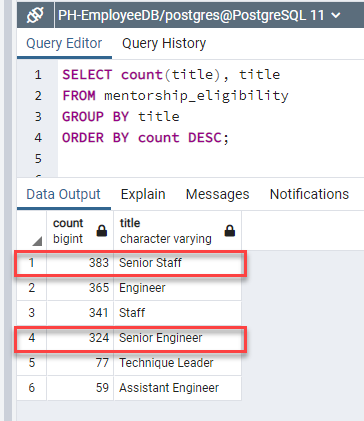 PH-EmployeeDB/postgres@PostgreSQL 11
Query Editor Query History
1 SELECT count(title), title
2 FROM mentorship_eligibility
3 GROUP BY title
4 ORDER BY count DESC;
5
Data Output Explain Messages Notifications
count title
bigint character varying
1 383 Senior Staff
2 365 Engineer
3 341 Staff
4 324 Senior Engineer
5 77 Technique Leader
6 59 Assistant Engineer